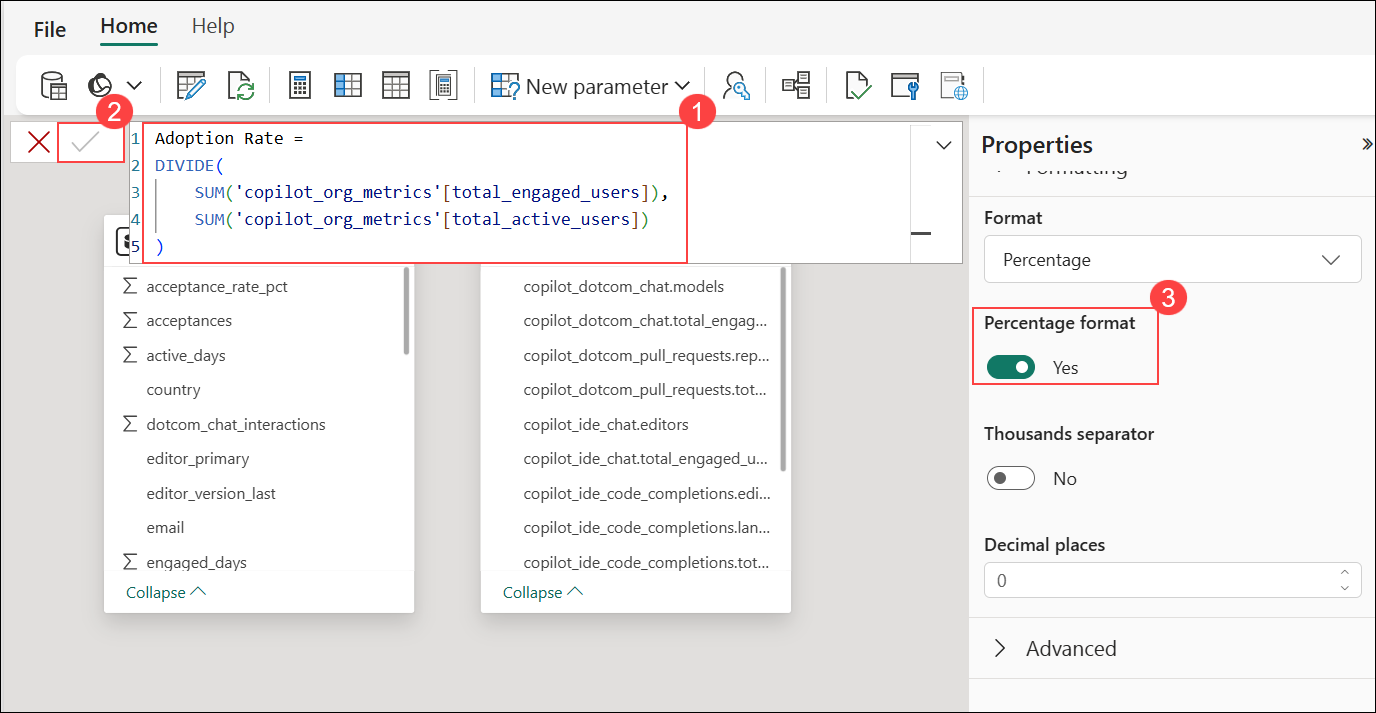 File
Home
Help
New parameter
2
1
1 Adoption Rate =
2 DIVIDE(
3 SUM('copilot_org_metrics'[total_engaged_users]),
4 SUM('copilot_org_metrics'[total_active_users])
5 )
acceptance_rate_pct
acceptances
active_days
country
dotcom_chat_interactions
editor_primary
editor_version_last
email
engaged_days
Collapse
copilot_dotcom_chat.models
copilot_dotcom_chat.total_engag...
copilot_dotcom_pull_requests.rep...
copilot_dotcom_pull_requests.tot...
copilot_ide_chat.editors
copilot_ide_chat.total_engaged_u...
copilot_ide_code_completions.edi...
copilot_ide_code_completions.lan...
copilot_ide_code_completions.tot...
Collapse
Properties
Formatting
Format
Percentage
3
Percentage format
Yes
Thousands separator
No
Decimal places
0
Advanced